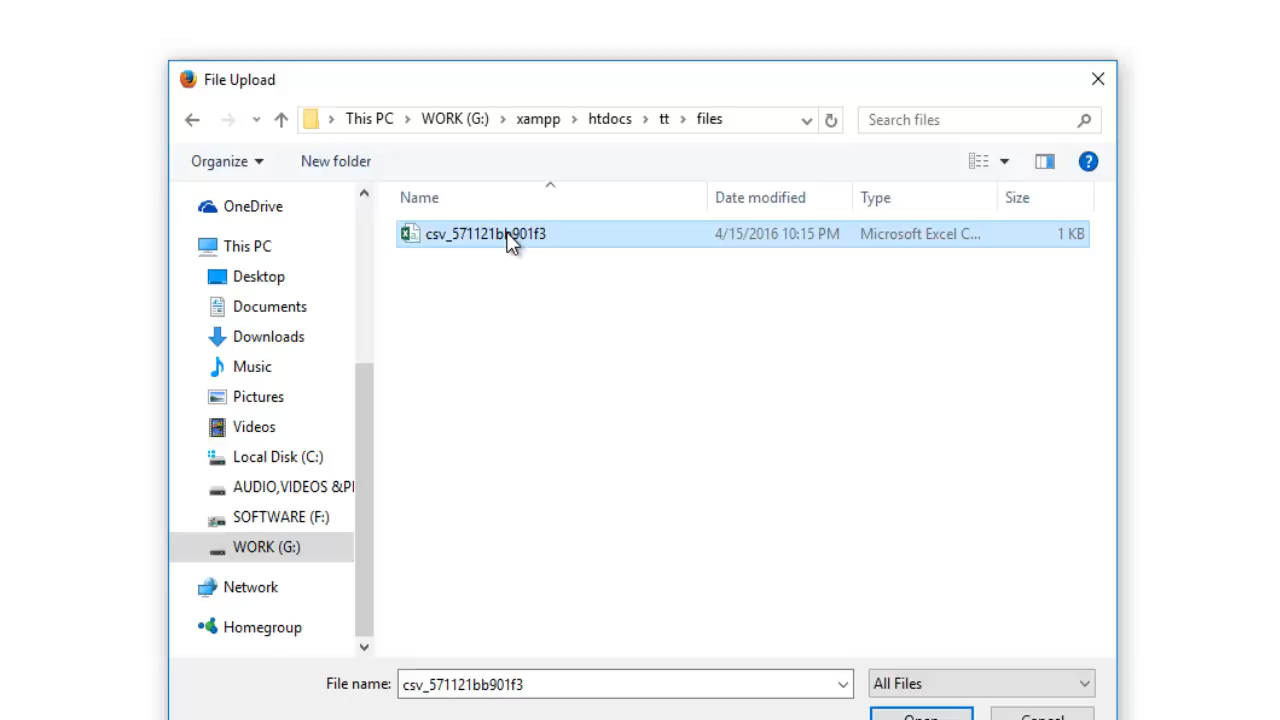 File Upload
This PC WORK (G:) xampp htdocs tt files
Search files
Organize New folder
Name Date modified Type Size
csv_571121bb901f3 4/15/2016 10:15 PM Microsoft Excel C... 1 KB
OneDrive
This PC
Desktop
Documents
Downloads
Music
Pictures
Videos
Local Disk (C:)
AUDIO,VIDEOS &PI
SOFTWARE (F:)
WORK (G:)
Network
Homegroup
File name: csv_571121bb901f3 All Files
Open Cancel